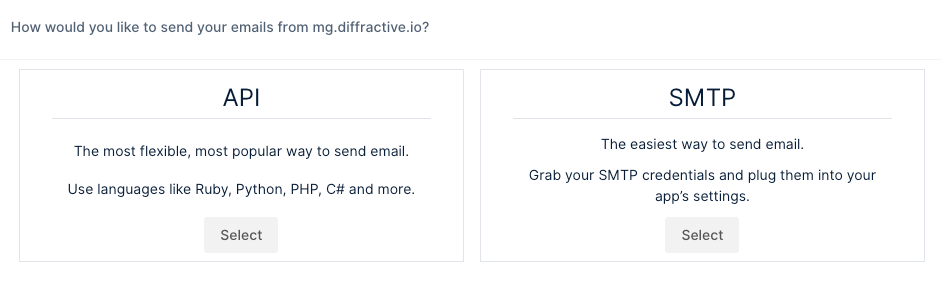 How would you like to send your emails from mg.diffractive.io?
API
The most flexible, most popular way to send email.
Use languages like Ruby, Python, PHP, C# and more.
Select
SMTP
The easiest way to send email.
Grab your SMTP credentials and plug them into your
app’s settings.
Select